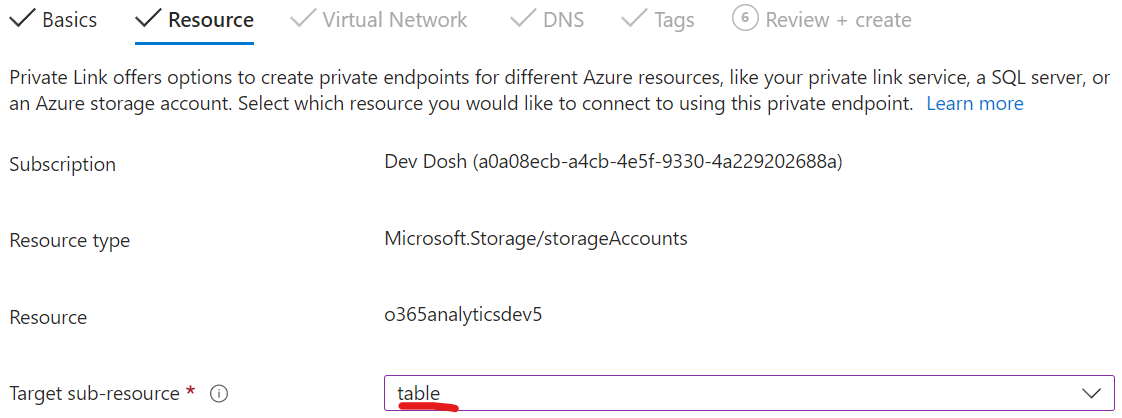 Basics Resource Virtual Network DNS Tags 6 Review + create
Private Link offers options to create private endpoints for different Azure resources, like your private link service, a SQL server, or
an Azure storage account. Select which resource you would like to connect to using this private endpoint. Learn more
Subscription Dev Dosh (a0a08ecb-a4cb-4e5f-9330-4a229202688a)
Resource type Microsoft.Storage/storageAccounts
Resource o365analyticsdev5
Target sub-resource * table